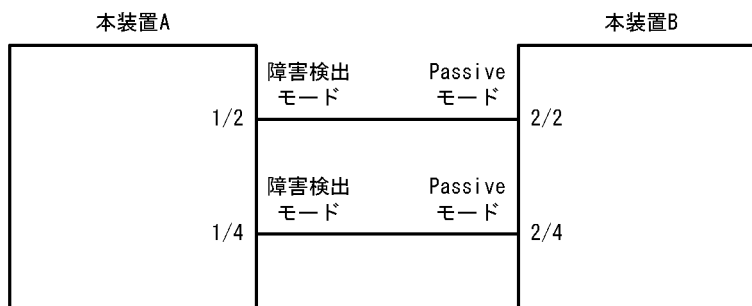 本装置A
本装置B
障害検出
モード
Passive
モード
1/2
2/2
障害検出
モード
Passive
モード
1/4
2/4